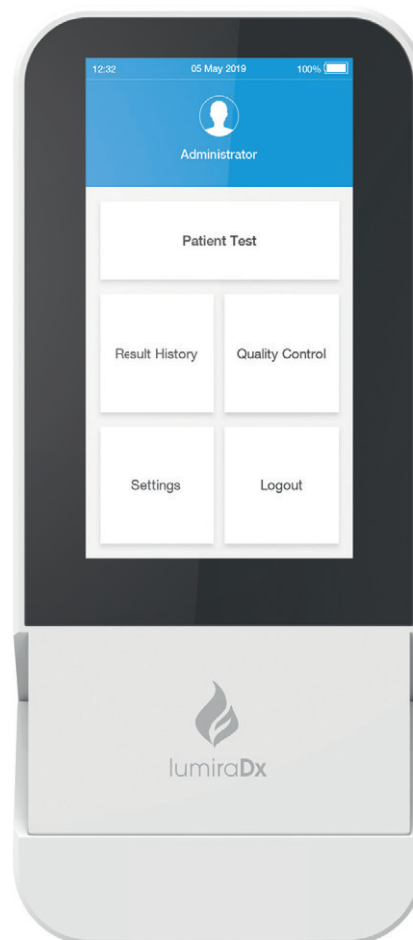 12:32 05 May 2019 100%
Administrator
Patient Test
Result History Quality Control
Settings Logout
lumiraDx